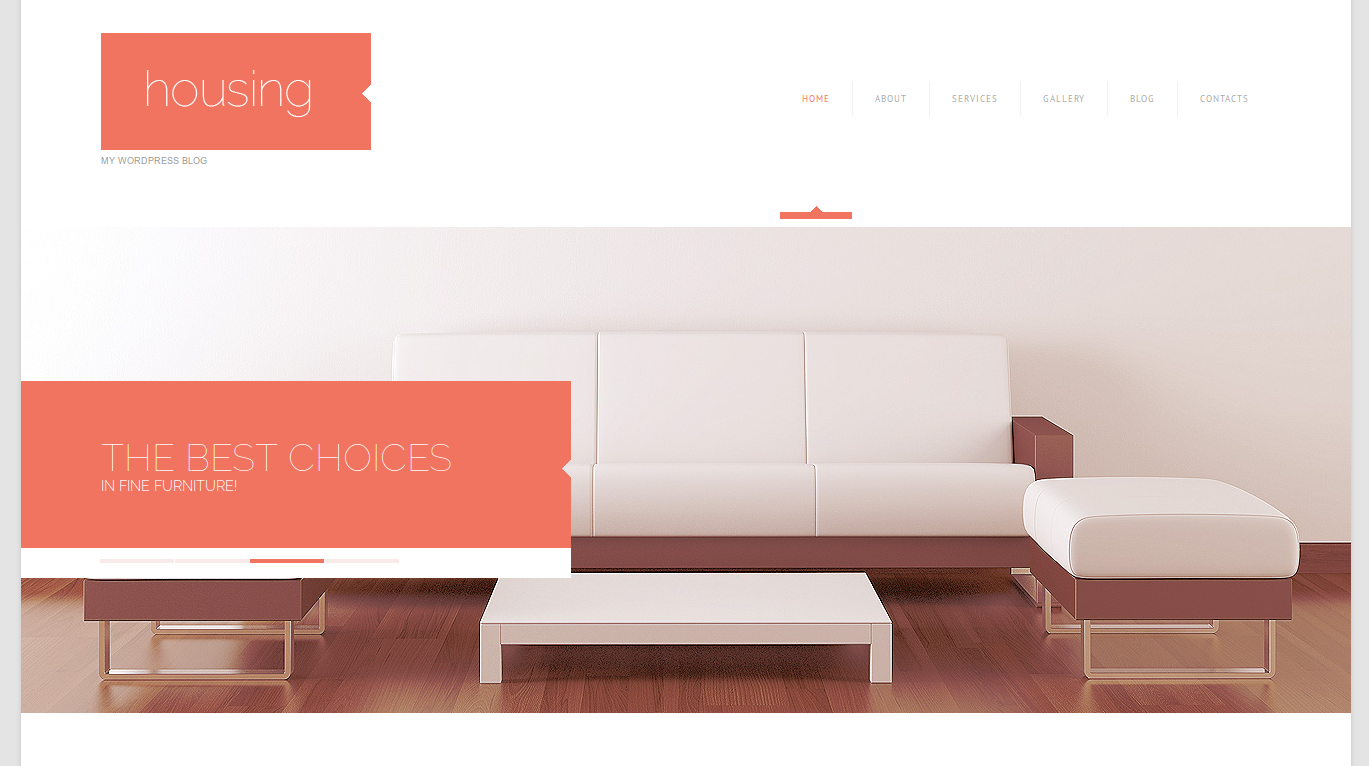 housing
MY WORDPRESS BLOG
HOME
ABOUT
SERVICES
GALLERY
BLOG
CONTACTS
THE BEST CHOICES
IN FINE FURNITURE!